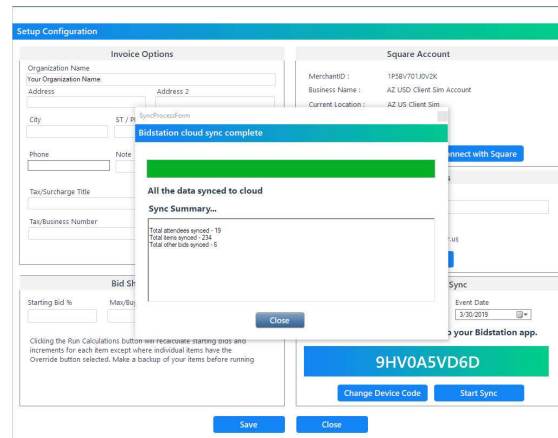 Setup Configuration
Invoice Options
Organization Name
Your Organization Name
Address
Address 2
City
ST / P
Phone
Note
Tax/Surcharge Title
Tax/Business Number
Square Account
MerchantID :
1P5BV701J0V2K
Business Name :
AZ USD Client Sim Account
Current Location :
AZ US Client Sim
nnect with Square
s
r.us
SyncProcessForm
Bidstation cloud sync complete
All the data synced to cloud
Sync Summary...
Total attendees synced - 19
Total items synced - 234
Total other bids synced - 6
Close
Bid Sh
Starting Bid %
Max/Bu
Clicking the Run Calculations button will recalculate starting bids and
increments for each item except where individual items have the
Override button selected. Make a backup of your items before running
Sync
Event Date
3/30/2019
o your Bidstation app.
9HV0A5VD6D
Change Device Code
Start Sync
Save
Close